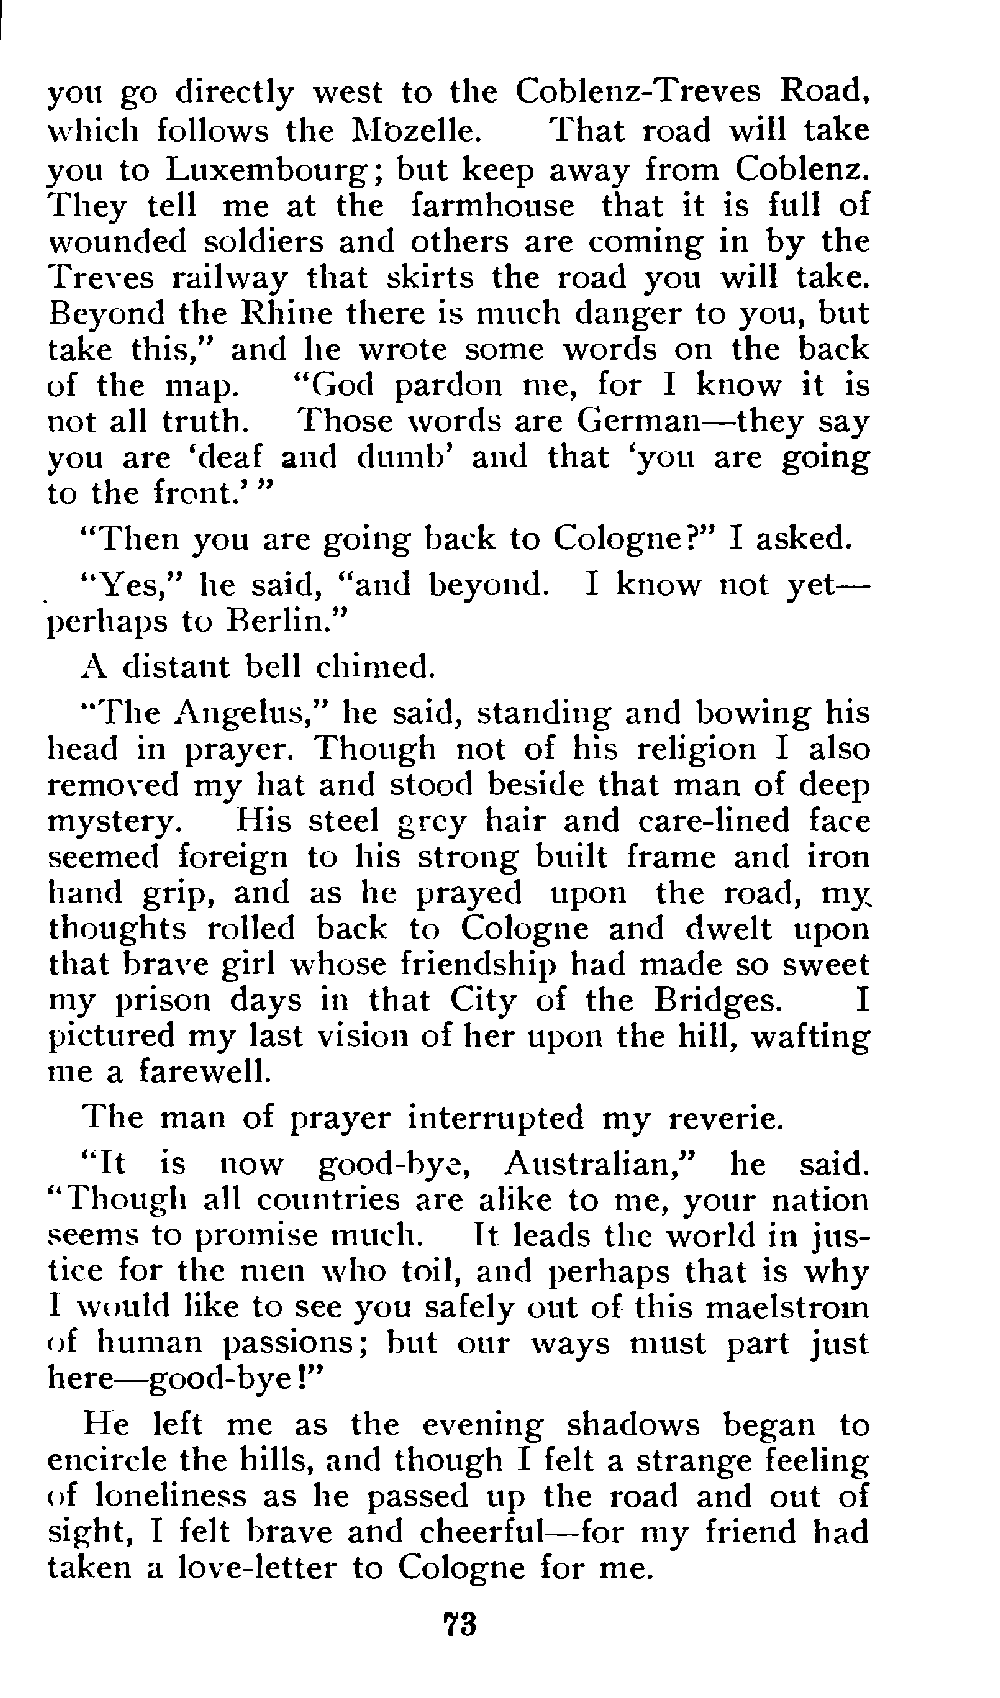 you go directly west to the Coblenz-Treves Road,
which follows the Mozelle. That road will take
you to Luxembourg; but keep away from Coblenz.
They tell me at the farmhouse that it is full of
wounded soldiers and others are coming in by the
Treves railway that skirts the road you will take.
Beyond the Rhine there is much danger to you, but
take this,” and he wrote some words on the back
of the map. “God pardon me, for I know it is
not all truth. Those words are German—they say
you are ‘deaf and dumb’ and that ‘you are going
to the front.’ ”
“Then you are going back to Cologne?” I asked.
“Yes,” he said, “and beyond. I know not yet—
perhaps to Berlin.”
A distant bell chimed.
“The Angelus,” he said, standing and bowing his
head in prayer. Though not of his religion I also
removed my hat and stood beside that man of deep
mystery. His steel grey hair and care-lined face
seemed foreign to his strong built frame and iron
hand grip, and as he prayed upon the road, my
thoughts rolled back to Cologne and dwelt upon
that brave girl whose friendship had made so sweet
my prison days in that City of the Bridges. I
pictured my last vision of her upon the hill, wafting
me a farewell.
The man of prayer interrupted my reverie.
“It is now good-bye, Australian,” he said.
“Though all countries are alike to me, your nation
seems to promise much. It leads the world in jus-
tice for the men who toil, and perhaps that is why
I would like to see you safely out of this maelstrom
of human passions; but our ways must part just
here—good-bye!”
He left me as the evening shadows began to
encircle the hills, and though I felt a strange feeling
of loneliness as he passed up the road and out of
sight, I felt brave and cheerful—for my friend had
taken a love-letter to Cologne for me.
73